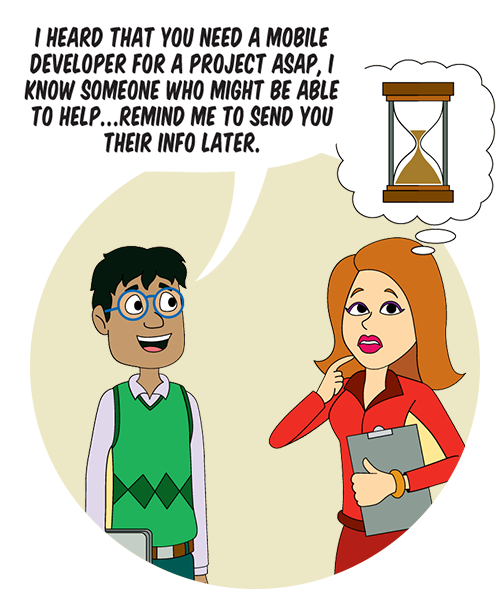 I HEARD THAT YOU NEED A MOBILE
DEVELOPER FOR A PROJECT ASAP, I
KNOW SOMEONE WHO MIGHT BE ABLE
TO HELP...REMIND ME TO SEND YOU
THEIR INFO LATER.